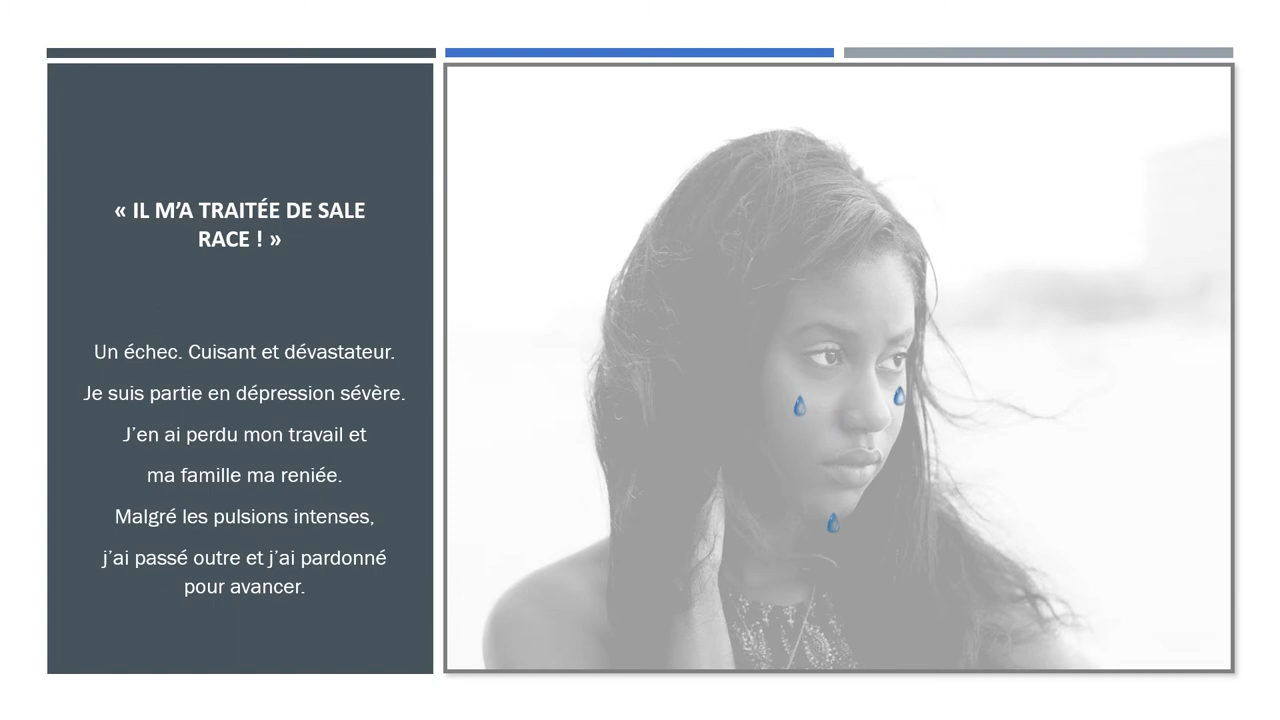 « IL M’A TRAITÉE DE SALE
RACE ! »
Un échec. Cuisant et dévastateur.
Je suis partie en dépression sévère.
J’en ai perdu mon travail et
ma famille ma reniée.
Malgré les pulsions intenses,
j’ai passé outre et j’ai pardonné
pour avancer.